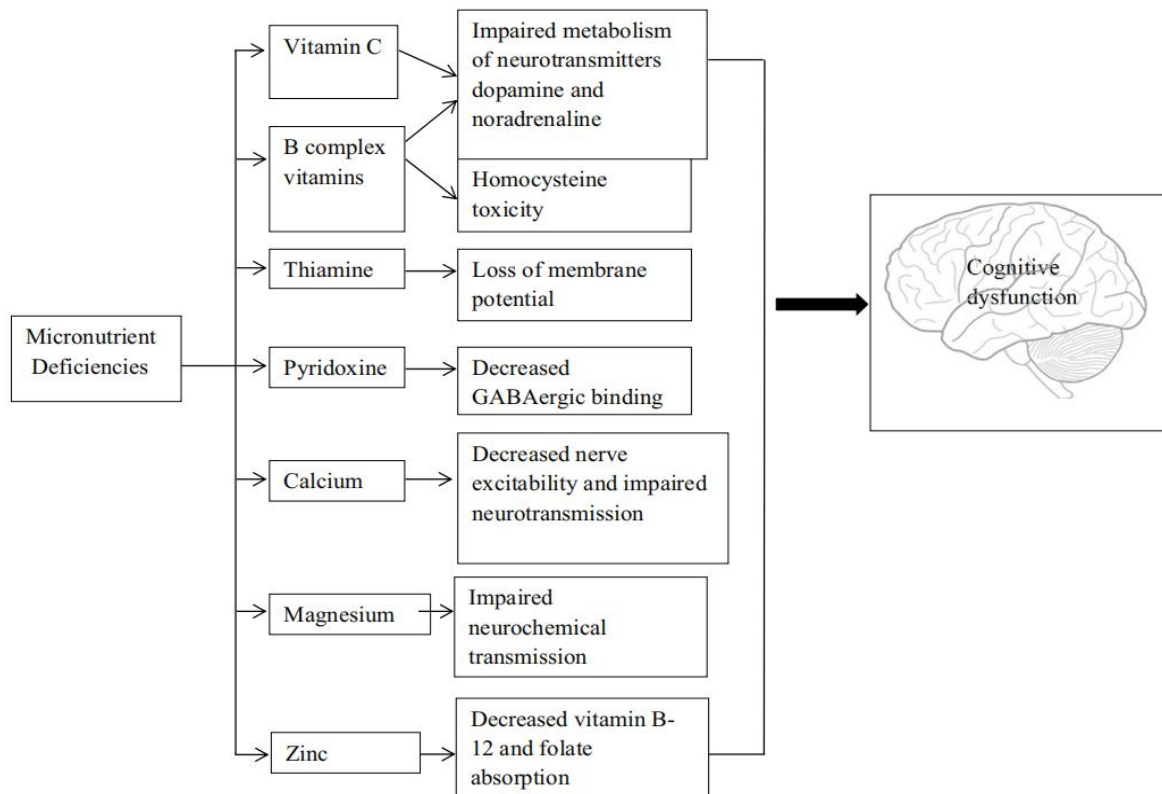 Micronutrient
Deficiencies
Vitamin C
Impaired metabolism
of neurotransmitters
dopamine and
noradrenaline
B complex
vitamins
Homocysteine
toxicity
Thiamine
Loss of membrane
potential
Pyridoxine
Decreased
GABAergic binding
Calcium
Decreased nerve
excitability and impaired
neurotransmission
Magnesium
Impaired
neurochemical
transmission
Zinc
Decreased vitamin B-
12 and folate
absorption
Cognitive
dysfunction